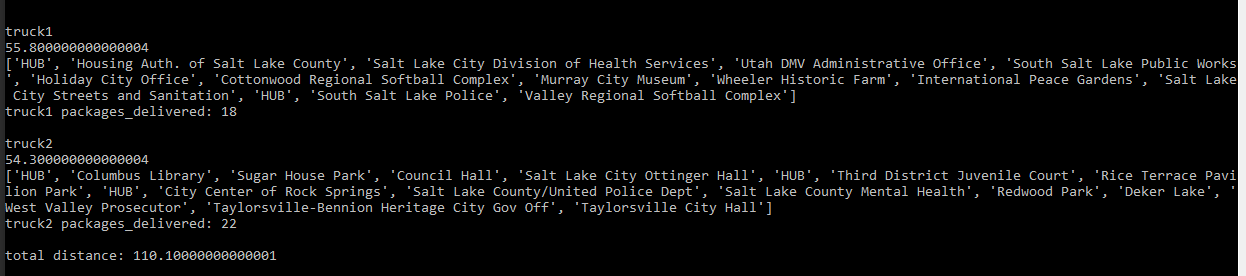 truck1
55.800000000000004
['HUB', 'Housing Auth. of Salt Lake County', 'Salt Lake City Division of Health Services', 'Utah DMV Administrative Office', 'South Salt Lake Public Works
', 'Holiday City Office', 'Cottonwood Regional Softball Complex', 'Murray City Museum', 'Wheeler Historic Farm', 'International Peace Gardens', 'Salt Lake
 City Streets and Sanitation', 'HUB', 'South Salt Lake Police', 'Valley Regional Softball Complex']
truck1 packages_delivered: 18
truck2
54.300000000000004
['HUB', 'Columbus Library', 'Sugar House Park', 'Council Hall', 'Salt Lake City Ottinger Hall', 'HUB', 'Third District Juvenile Court', 'Rice Terrace Pavi
lion Park', 'HUB', 'City Center of Rock Springs', 'Salt Lake County/United Police Dept', 'Salt Lake County Mental Health', 'Redwood Park', 'Deker Lake', '
West Valley Prosecutor', 'Taylorsville-Bennion Heritage City Gov Off', 'Taylorsville City Hall']
truck2 packages_delivered: 22
total distance: 110.10000000000001